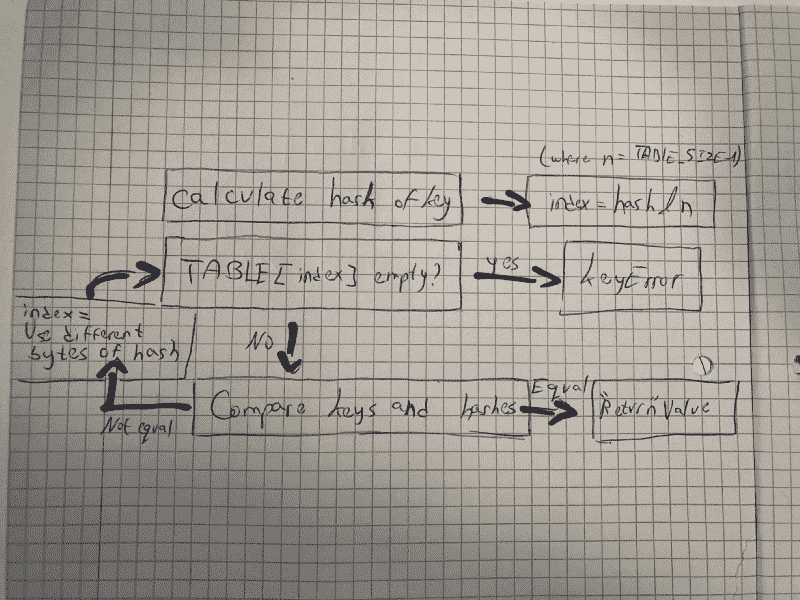 (where n = TABLE_SIZE-1)
Calculate hash of key
index = hash & n
TABLE[index] empty?
yes
KeyError
index =
Use different
bytes of hash
NO
Compare keys and hashes
Equal
"Return" Value
Not equal